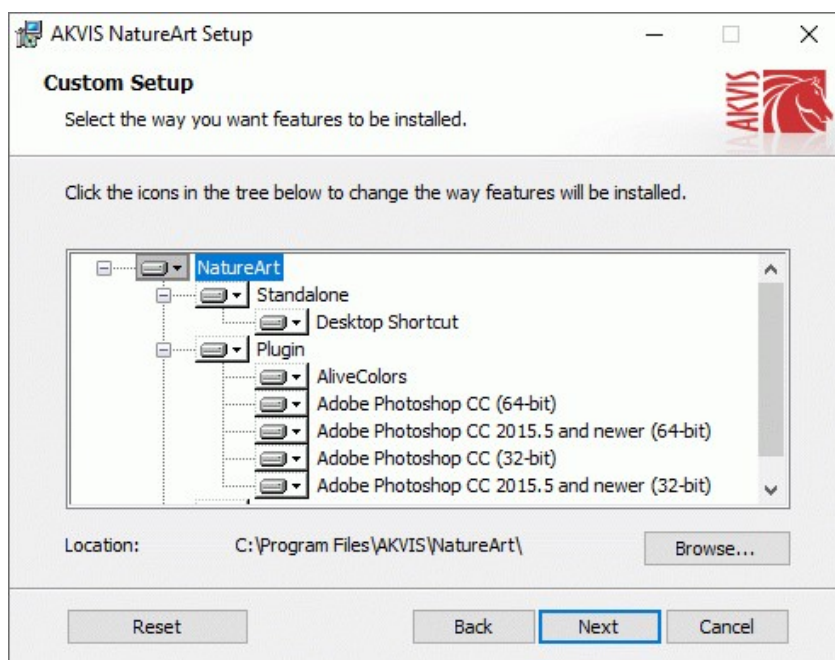 AKVIS NatureArt Setup
Custom Setup
Select the way you want features to be installed.
AKVIS
Click the icons in the tree below to change the way features will be installed.
NatureArt
Standalone
Desktop Shortcut
Plugin
AliveColors
Adobe Photoshop CC (64-bit)
Adobe Photoshop CC 2015.5 and newer (64-bit)
Adobe Photoshop CC (32-bit)
Adobe Photoshop CC 2015.5 and newer (32-bit)
Location: C:\Program Files\AKVIS\NatureArt\ Browse...
Reset Back Next Cancel